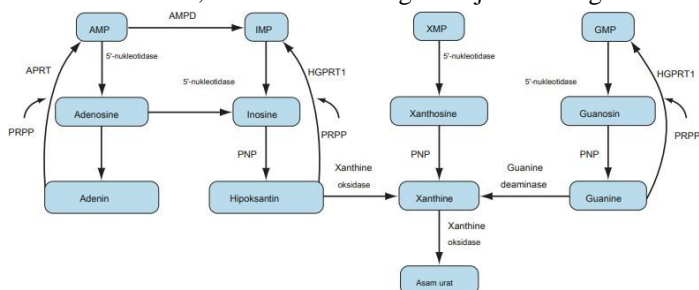 AMPD
AMP
IMP
XMP
GMP
5'-nukleotidase
5'-nukleotidase
5'-nukleotidase
5'-nukleotidase
APRT
HGPRT1
HGPRT1
PRPP
PRPP
PRPP
Adenosine
Inosine
Xanthosine
Guanosin
PNP
PNP
PNP
Xanthine
oksidase
Guanine
deaminase
Adenin
Hipoksantin
Xanthine
Guanine
Xanthine
oksidase
Asam urat